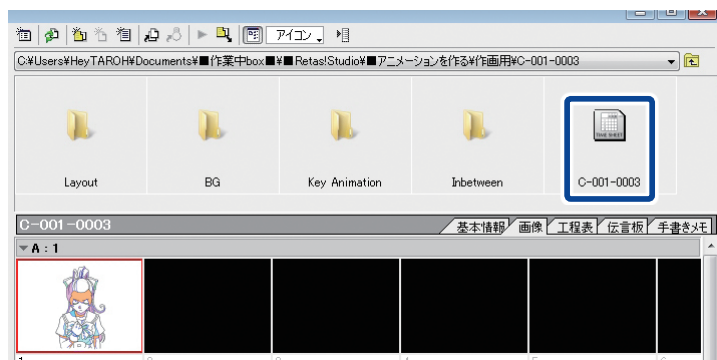 アイコン
C:¥Users¥HeyTAROH¥Documents¥■作業中box■¥■Retas!Studio¥■アニメーションを作る¥作画用¥C-001-0003
TIME SHEET
Layout BG Key Animation Inbetween C-001-0003
C-001-0003 基本情報 画像 工程表 伝言板 手書きメモ
A : 1